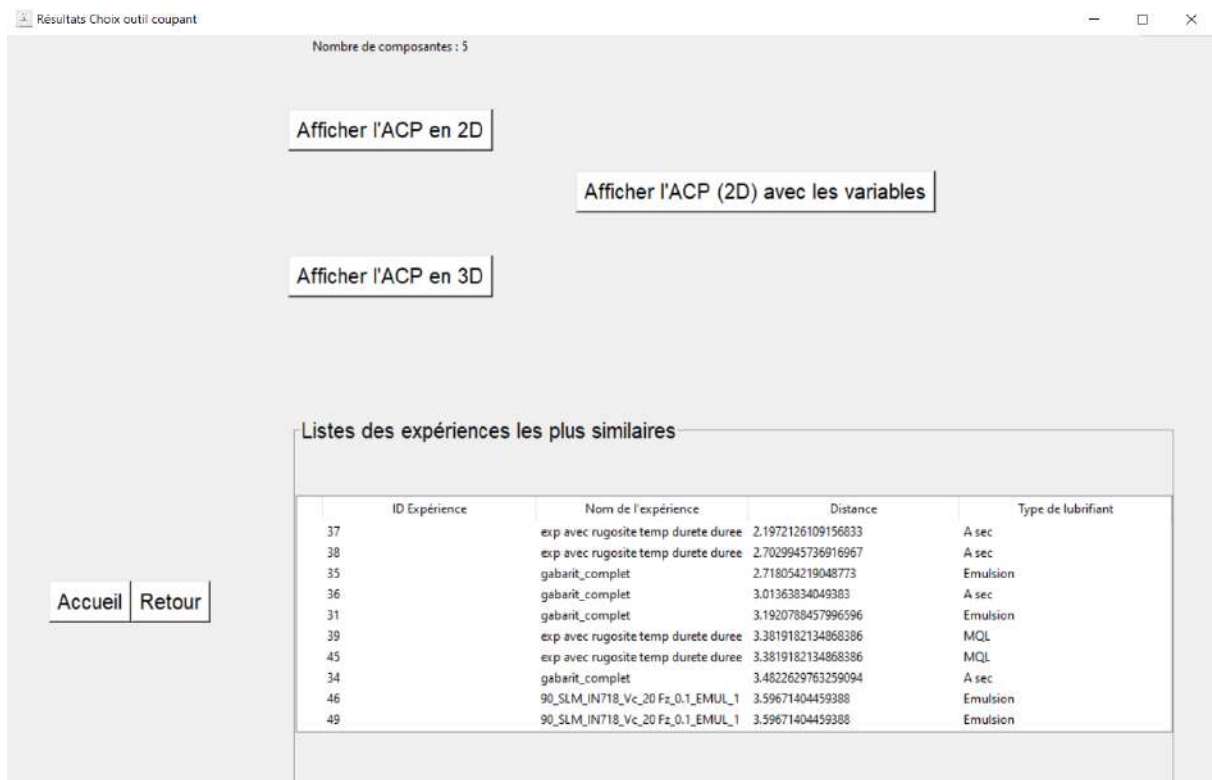 Résultats Choix outil coupant
Nombre de composantes : 5
Afficher l'ACP en 2D
Afficher l'ACP (2D) avec les variables
Afficher l'ACP en 3D
Listes des expériences les plus similaires
ID Expérience Nom de l'expérience Distance Type de lubrifiant
37 exp avec rugosite temp durete duree 2.1972126109156833 A sec
38 exp avec rugosite temp durete duree 2.7029945736916967 A sec
35 gabarit_complet 2.718054219048773 Emulsion
36 gabarit_complet 3.01363834049383 A sec
31 gabarit_complet 3.1920788457996596 Emulsion
39 exp avec rugosite temp durete duree 3.3819182134868386 MQL
45 exp avec rugosite temp durete duree 3.3819182134868386 MQL
34 gabarit_complet 3.4822629763259094 A sec
46 90_SLM_IN718_Vc_20 Fz_0.1_EMUL_1 3.59671404459388 Emulsion
49 90_SLM_IN718_Vc_20 Fz_0.1_EMUL_1 3.59671404459388 Emulsion
Accueil Retour